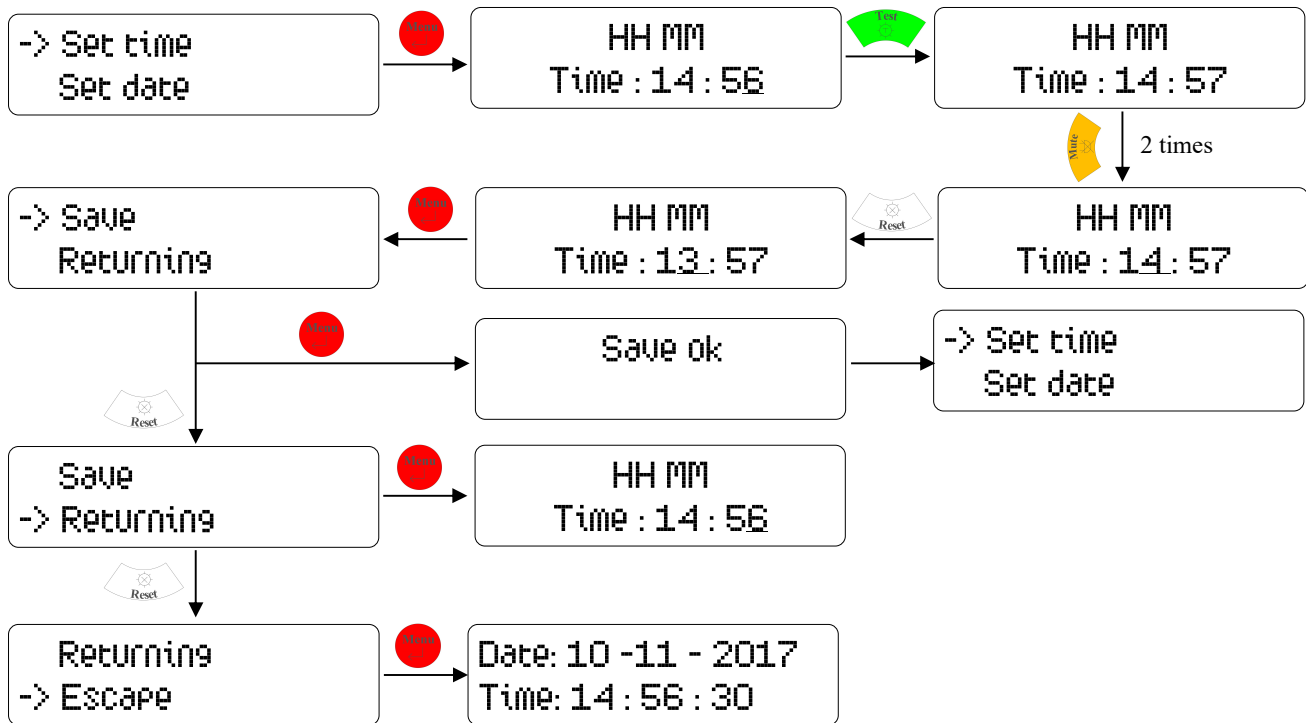 -> Set time
Set date
Menu
HH MM
Time : 14 : 56
Test
HH MM
Time : 14 : 57
Mute
2 times
-> Save
Returning
Menu
HH MM
Time : 13 : 57
Reset
HH MM
Time : 14 : 57
Menu
Save ok
-> Set time
Set date
Reset
Save
-> Returning
Menu
HH MM
Time : 14 : 56
Reset
Returning
-> Escape
Menu
Date: 10 -11 - 2017
Time: 14 : 56 : 30